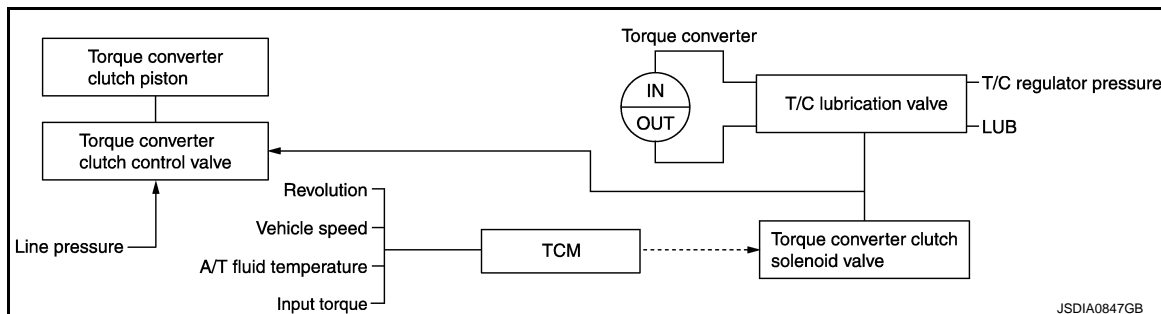 Torque converter
clutch piston
Torque converter
clutch control valve
Line pressure
Revolution
Vehicle speed
A/T fluid temperature
Input torque
TCM
Torque converter
IN
OUT
T/C lubrication valve
T/C regulator pressure
LUB
Torque converter clutch
solenoid valve
JSDIA0847GB